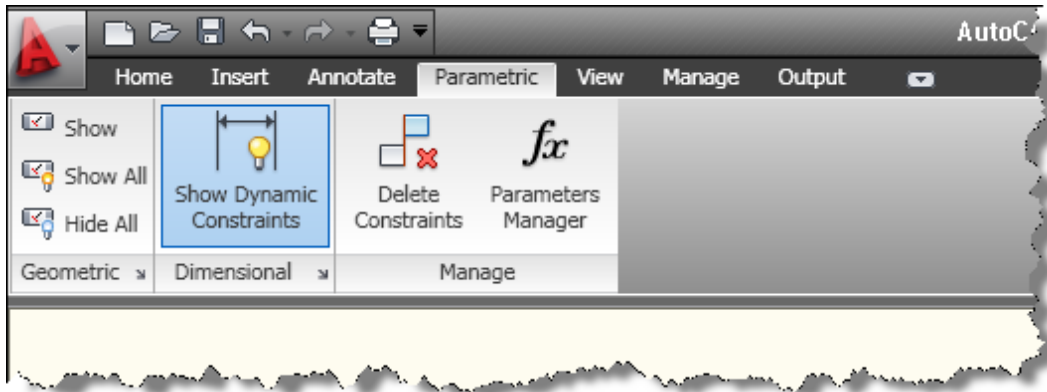 AutoC
Home Insert Annotate Parametric View Manage Output
Show
Show All
Hide All
Geometric
Show Dynamic
Constraints
Dimensional
Delete
Constraints
fx
Parameters
Manager
Manage